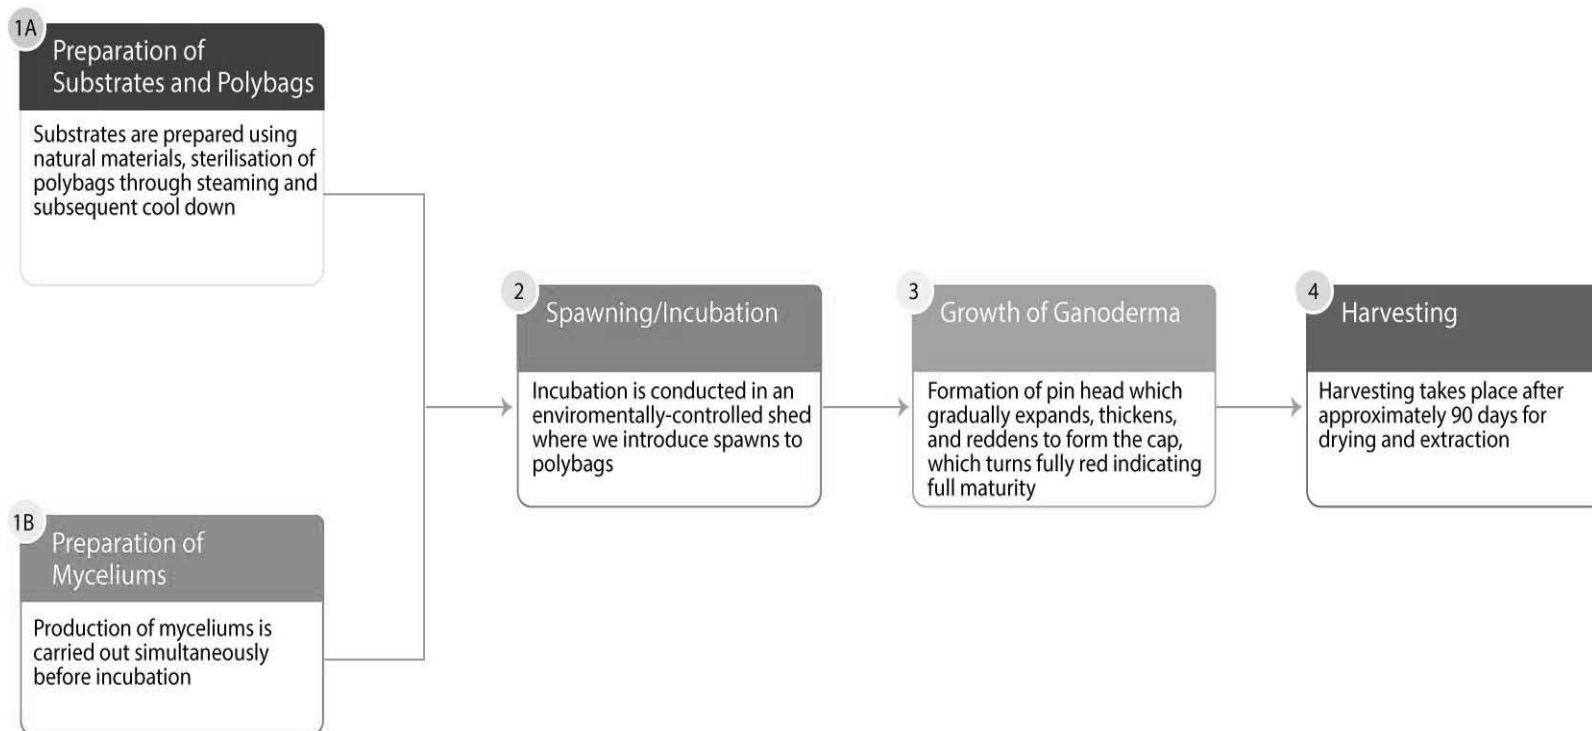 1A
Preparation of
Substrates and Polybags
Substrates are prepared using
natural materials, sterilisation of
polybags through steaming and
subsequent cool down
1B
Preparation of
Myceliums
Production of myceliums is
carried out simultaneously
before incubation
2
Spawning/Incubation
Incubation is conducted in an
enviromentally-controlled shed
where we introduce spawns to
polybags
3
Growth of Ganoderma
Formation of pin head which
gradually expands, thickens,
and reddens to form the cap,
which turns fully red indicating
full maturity
4
Harvesting
Harvesting takes place after
approximately 90 days for
drying and extraction